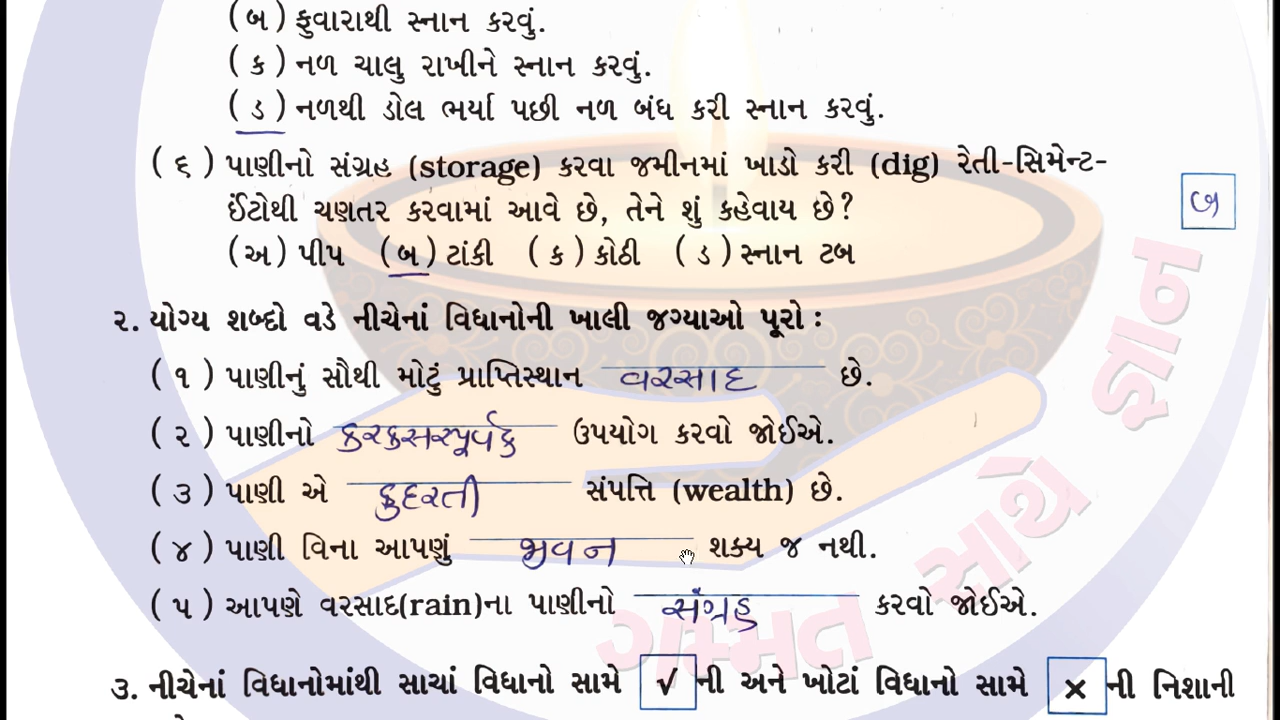 (બ) ફુવારાથી સ્નાન કરવું.
(ક) નળ ચાલુ રાખીને સ્નાન કરવું.
(ડ) નળથી ડોલ ભર્યા પછી નળ બંધ કરી સ્નાન કરવું.
(૬) પાણીનો સંગ્રહ (storage) કરવા જમીનમાં ખાડો કરી (dig) રેતી-સિમેન્ટ-
ઈંટોથી ચણતર કરવામાં આવે છે, તેને શું કહેવાય છે? બ
(અ) પીપ (બ) ટાંકી (ક) કોઠી (ડ) સ્નાન ટબ
૨. યોગ્ય શબ્દો વડે નીચેનાં વિધાનોની ખાલી જગ્યાઓ પૂરો :
(૧) પાણીનું સૌથી મોટું પ્રાપ્તિસ્થાન વરસાદ છે.
(૨) પાણીનો કરકસરપૂર્વક ઉપયોગ કરવો જોઈએ.
(૩) પાણી એ કુદરતી સંપત્તિ (wealth) છે.
(૪) પાણી વિના આપણું જીવન શક્ય જ નથી.
(૫) આપણે વરસાદ(rain)ના પાણીનો સંગ્રહ કરવો જોઈએ.
૩. નીચેનાં વિધાનોમાંથી સાચાં વિધાનો સામે √ ની અને ખોટાં વિધાનો સામે × ની નિશાની
ગમ્મત સાથે જ્ઞાન